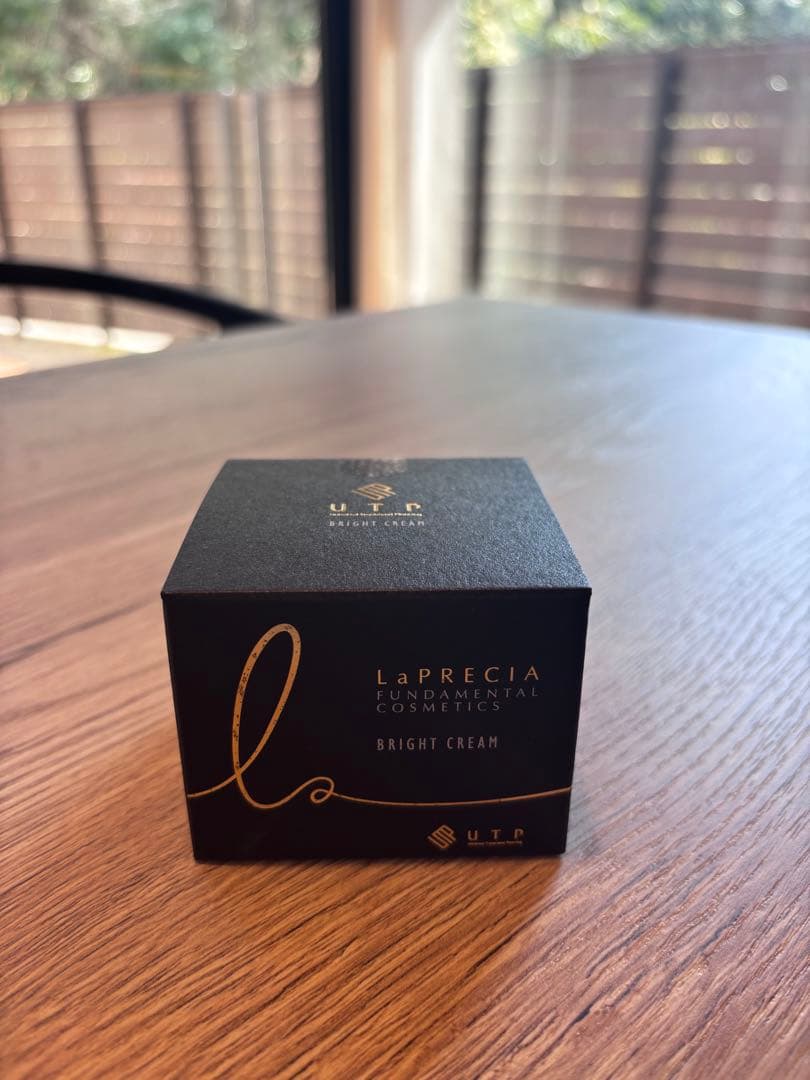 UTP
BRIGHT CREAM
LaPRECIA
FUNDAMENTAL
COSMETICS
BRIGHT CREAM
UTP